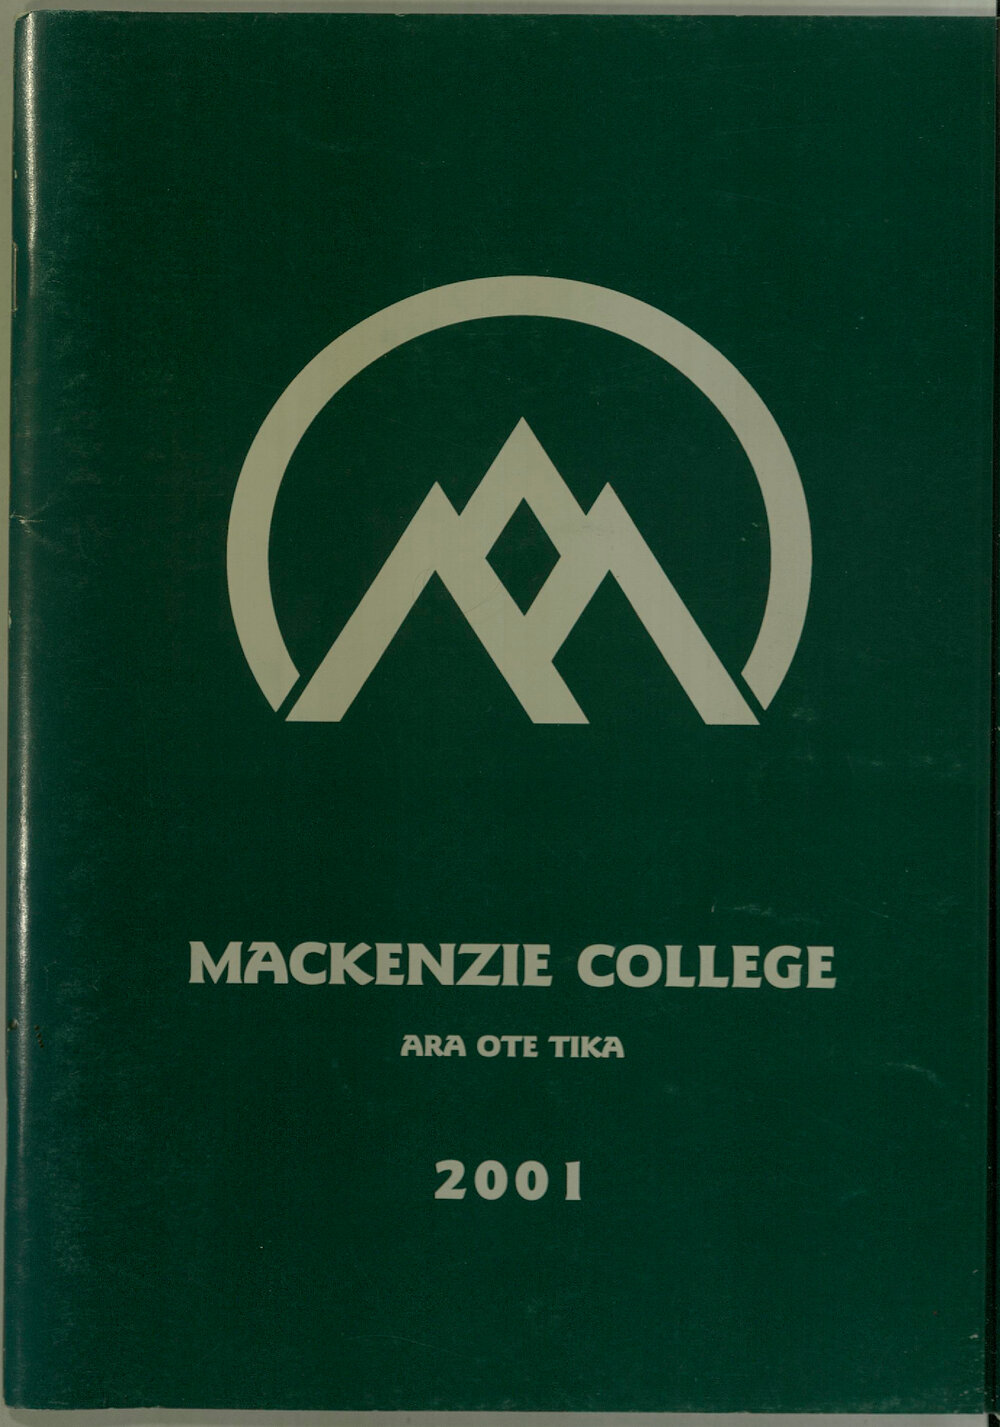 MACKENZIE COLLEGE
ARA OTE TIKA
2001